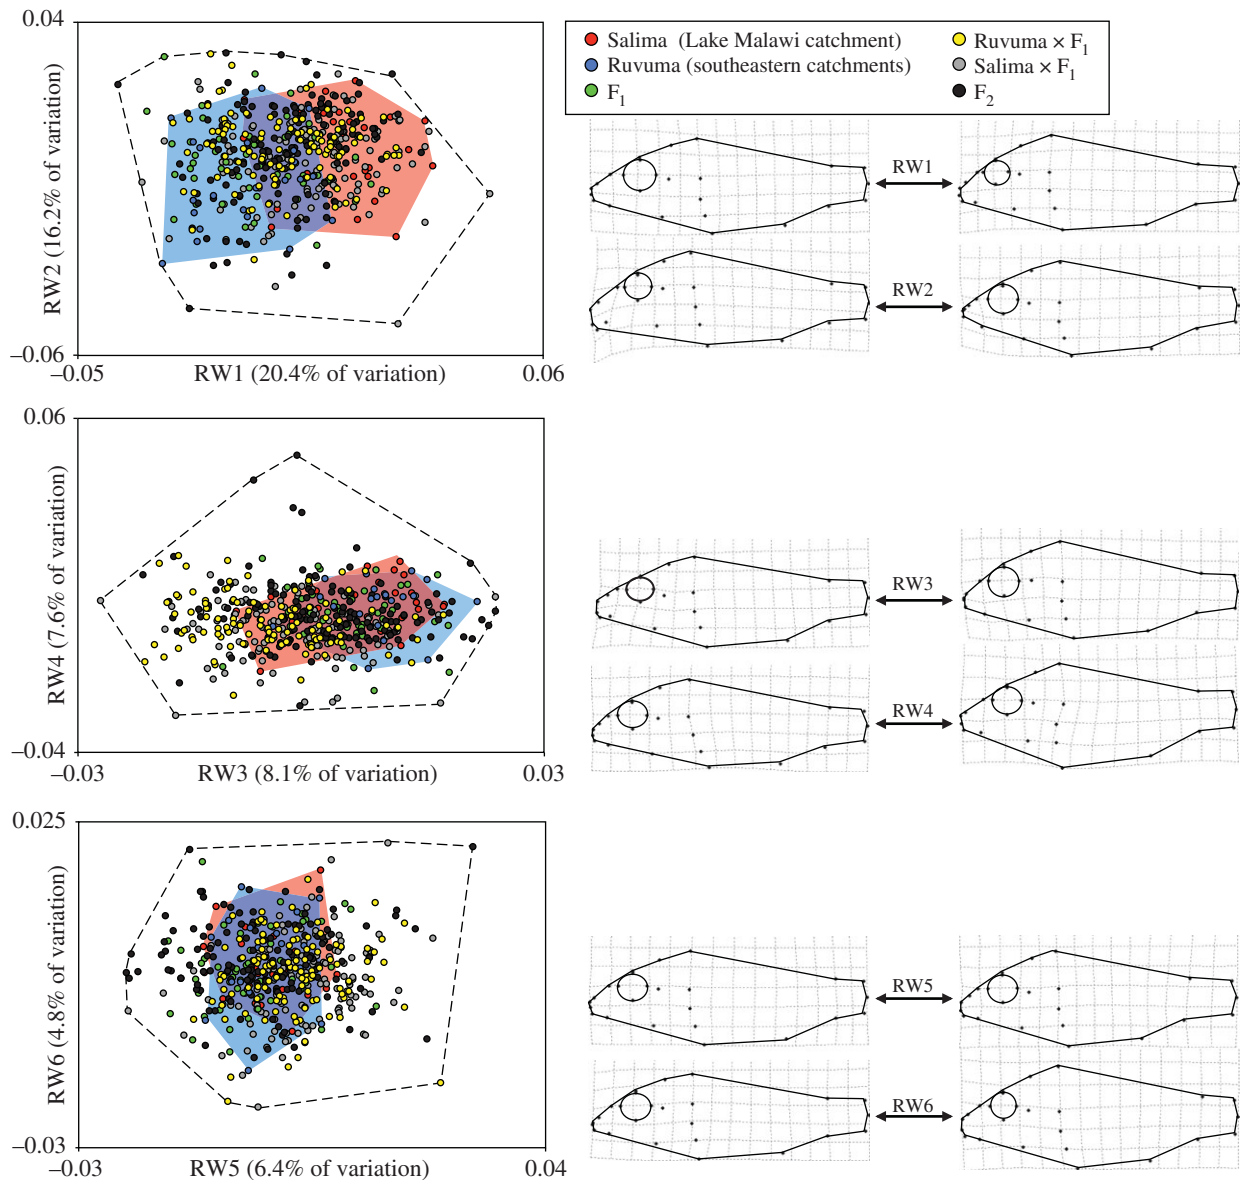 0.04
RW2 (16.2% of variation)
–0.06
–0.05
RW1 (20.4% of variation)
0.06
Salima (Lake Malawi catchment)
Ruvuma (southeastern catchments)
F1
Ruvuma × F1
Salima × F1
F2
RW1
RW2
0.06
RW4 (7.6% of variation)
–0.04
–0.03
RW3 (8.1% of variation)
0.03
RW3
RW4
0.025
RW6 (4.8% of variation)
–0.03
–0.03
RW5 (6.4% of variation)
0.04
RW5
RW6